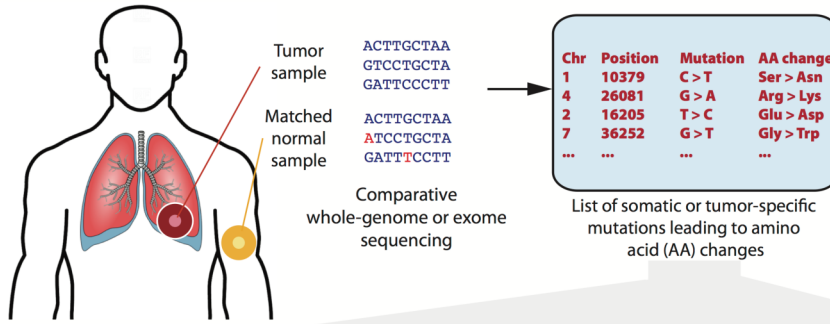 Tumor
sample
ACTTGCTAA
GTCCTGCTA
GATTCCCTT
Matched
normal
sample
ACTTGCTAA
ATCCTGCTA
GATTTCCTT
Comparative
whole-genome or exome
sequencing
Chr Position Mutation AA change
1 10379 C > T Ser > Asn
4 26081 G > A Arg > Lys
2 16205 T > C Glu > Asp
7 36252 G > T Gly > Trp
... ... ... ...
List of somatic or tumor-specific
mutations leading to amino
acid (AA) changes